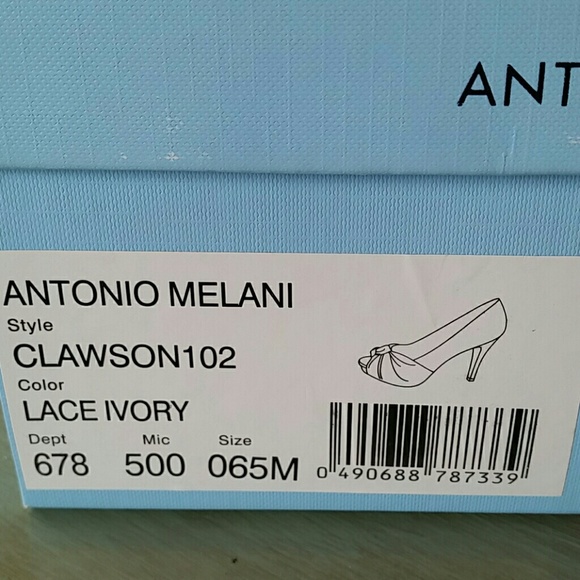 ANT
ANTONIO MELANI
Style
CLAWSON102
Color
LACE IVORY
Dept Mic Size
678 500 065M
0 490688 787339